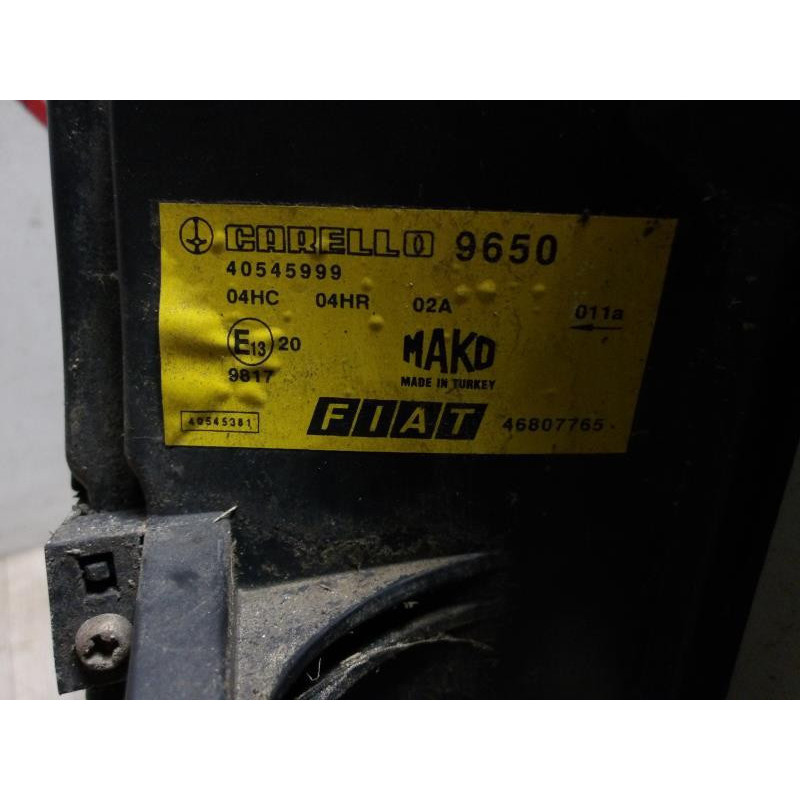 CARELLO 9650
40545999
04HC 04HR 02A 011a
E13 20 MAKO
9817 MADE IN TURKEY
40545381 FIAT 46807765